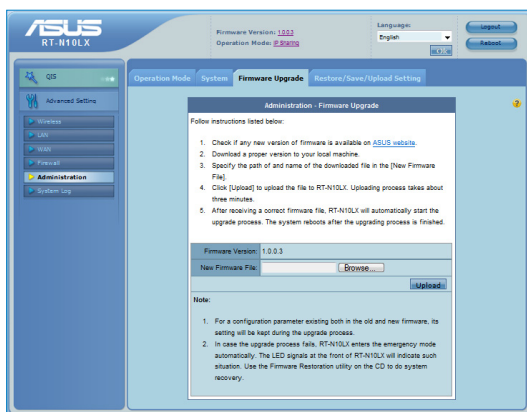 ASUS
RT-N10LX
Firmware Version: 1.0.0.3
Operation Mode: IP Sharing
Language:
English
Logout
Reboot
QIS
Advanced Setting
Wireless
LAN
WAN
Firewall
Administration
System Log
Operation Mode System Firmware Upgrade Restore/Save/Upload Setting
Administration - Firmware Upgrade
Follow instructions listed below:
1. Check if any new version of firmware is available on ASUS website.
2. Download a proper version to your local machine.
3. Specify the path of and name of the downloaded file in the [New Firmware
File].
4. Click [Upload] to upload the file to RT-N10LX. Uploading process takes about
three minutes.
5. After receiving a correct firmware file, RT-N10LX will automatically start the
upgrade process. The system reboots after the upgrading process is finished.
Firmware Version: 1.0.0.3
New Firmware File: Browse...
Upload
Note:
1. For a configuration parameter existing both in the old and new firmware, its
setting will be kept during the upgrade process.
2. In case the upgrade process fails, RT-N10LX enters the emergency mode
automatically. The LED signals at the front of RT-N10LX will indicate such
situation. Use the Firmware Restoration utility on the CD to do system
recovery.
?